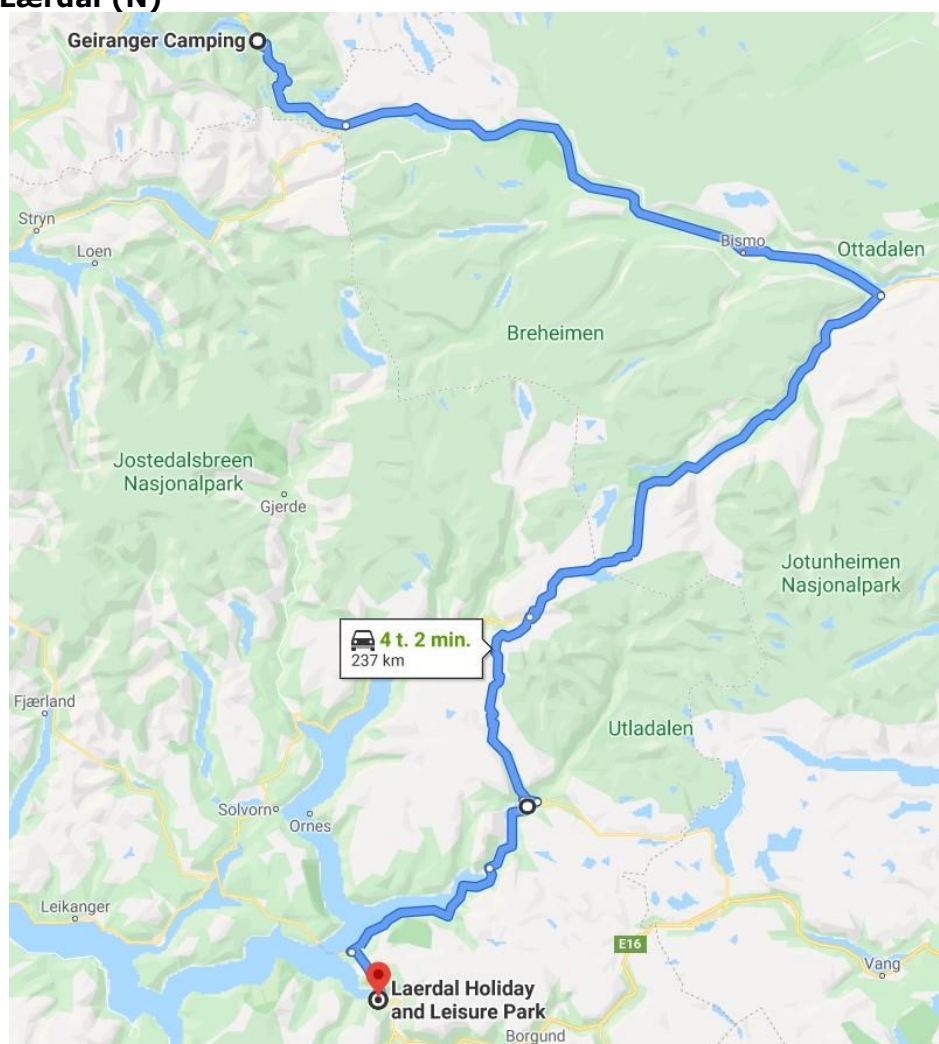 Lærdal (N)
Geiranger Camping
Stryn
Loen
Bismo
Ottadalen
Breheimen
Jostedalsbreen
Nasjonalpark
Gjerde
Jotunheimen
Nasjonalpark
4 t. 2 min.
237 km
Fjærland
Utladalen
Solvorn
Ornes
Leikanger
E16
Vang
Laerdal Holiday
and Leisure Park
Borgund